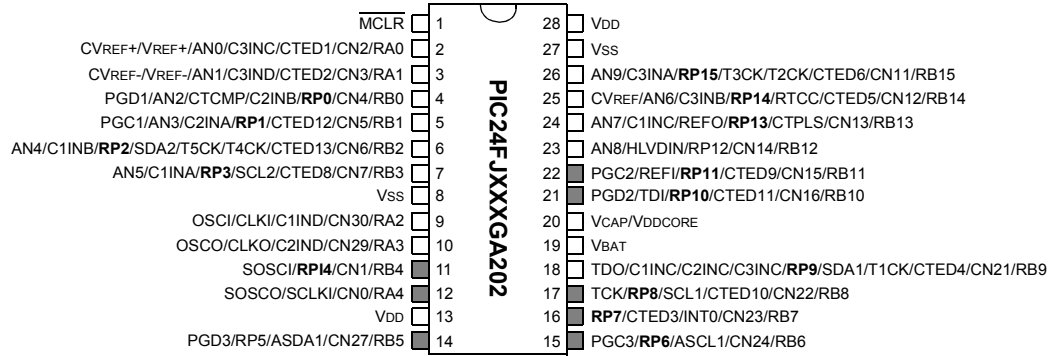 MCLR 1
CVREF+/VREF+/AN0/C3INC/CTED1/CN2/RA0 2
CVREF-/VREF-/AN1/C3IND/CTED2/CN3/RA1 3
PGD1/AN2/CTCMP/C2INB/RP0/CN4/RB0 4
PGC1/AN3/C2INA/RP1/CTED12/CN5/RB1 5
AN4/C1INB/RP2/SDA2/T5CK/T4CK/CTED13/CN6/RB2 6
AN5/C1INA/RP3/SCL2/CTED8/CN7/RB3 7
VSS 8
OSCI/CLKI/C1IND/CN30/RA2 9
OSCO/CLKO/C2IND/CN29/RA3 10
SOSCI/RPI4/CN1/RB4 11
SOSCO/SCLKI/CN0/RA4 12
VDD 13
PGD3/RP5/ASDA1/CN27/RB5 14
PIC24FJXXXGA202
28 VDD
27 VSS
26 AN9/C3INA/RP15/T3CK/T2CK/CTED6/CN11/RB15
25 CVREF/AN6/C3INB/RP14/RTCC/CTED5/CN12/RB14
24 AN7/C1INC/REFO/RP13/CTPLS/CN13/RB13
23 AN8/HLVDIN/RP12/CN14/RB12
22 PGC2/REFI/RP11/CTED9/CN15/RB11
21 PGD2/TDI/RP10/CTED11/CN16/RB10
20 VCAP/VDDCORE
19 VBAT
18 TDO/C1INC/C2INC/C3INC/RP9/SDA1/T1CK/CTED4/CN21/RB9
17 TCK/RP8/SCL1/CTED10/CN22/RB8
16 RP7/CTED3/INT0/CN23/RB7
15 PGC3/RP6/ASCL1/CN24/RB6